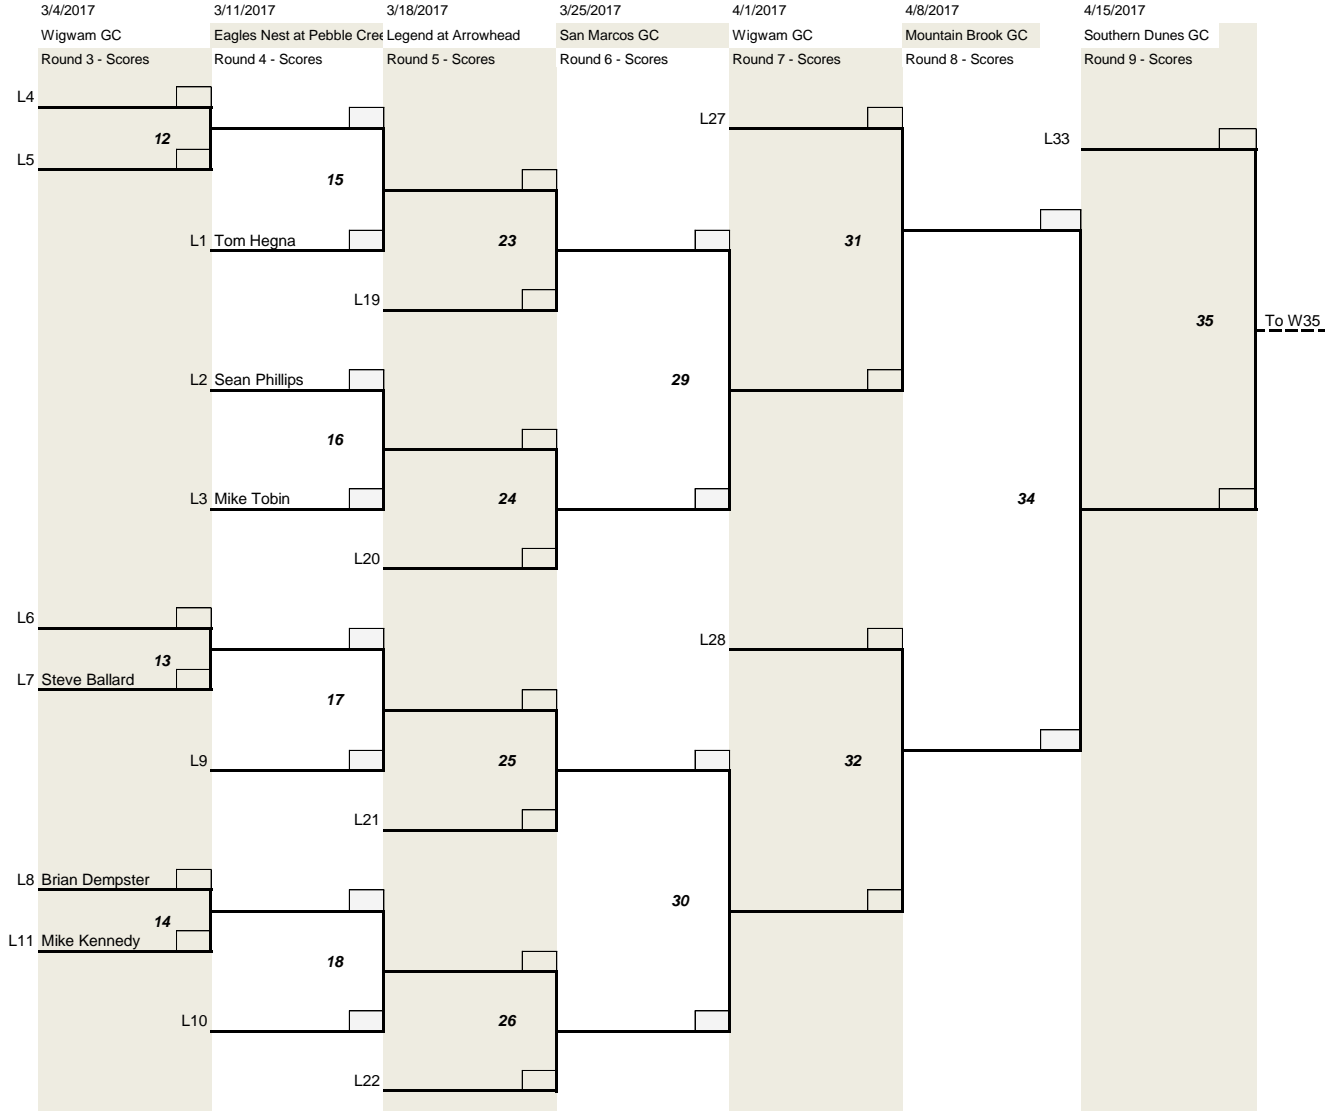 3/4/2017 3/11/2017 3/18/2017 3/25/2017 4/1/2017 4/8/2017 4/15/2017
Wigwam GC Eagles Nest at Pebble Cree Legend at Arrowhead San Marcos GC Wigwam GC Mountain Brook GC Southern Dunes GC
Round 3 - Scores Round 4 - Scores Round 5 - Scores Round 6 - Scores Round 7 - Scores Round 8 - Scores Round 9 - Scores
L4
L27
12 L33
L5
15
L1 Tom Hegna 23 31
L19
35 To W35
L2 Sean Phillips 29
16
L3 Mike Tobin 24 34
L20
L6
L28
13
L7 Steve Ballard
17
L9 25 32
L21
L8 Brian Dempster
30
14
L11 Mike Kennedy
18
L10 26
L22